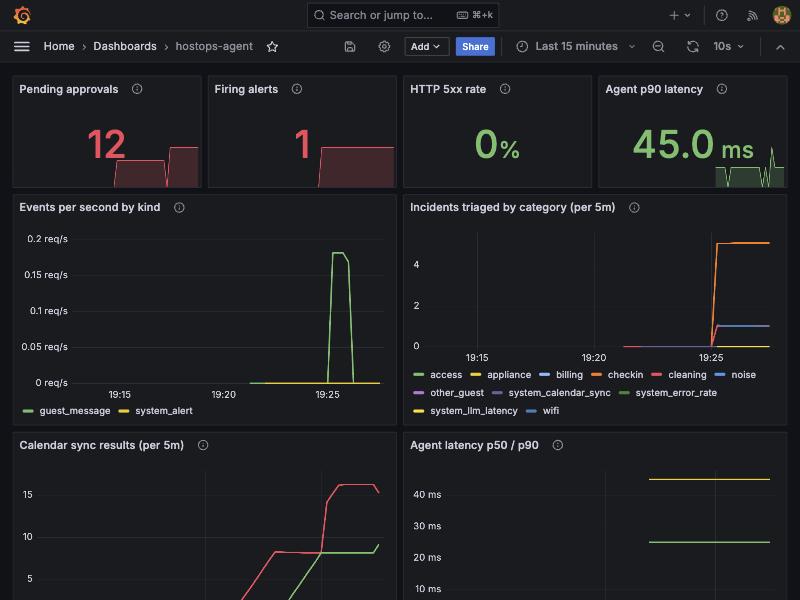 Search or jump to... ⌘+k
Home › Dashboards › hostops-agent
Add
Share
Last 15 minutes
10s
Pending approvals
12
Firing alerts
1
HTTP 5xx rate
0%
Agent p90 latency
45.0 ms
Events per second by kind
0.2 req/s
0.15 req/s
0.1 req/s
0.05 req/s
0 req/s
19:15 19:20 19:25
guest_message system_alert
Incidents triaged by category (per 5m)
4
2
0
19:15 19:20 19:25
access appliance billing checkin cleaning noise
other_guest system_calendar_sync system_error_rate
system_llm_latency wifi
Calendar sync results (per 5m)
15
10
5
Agent latency p50 / p90
40 ms
30 ms
20 ms
10 ms